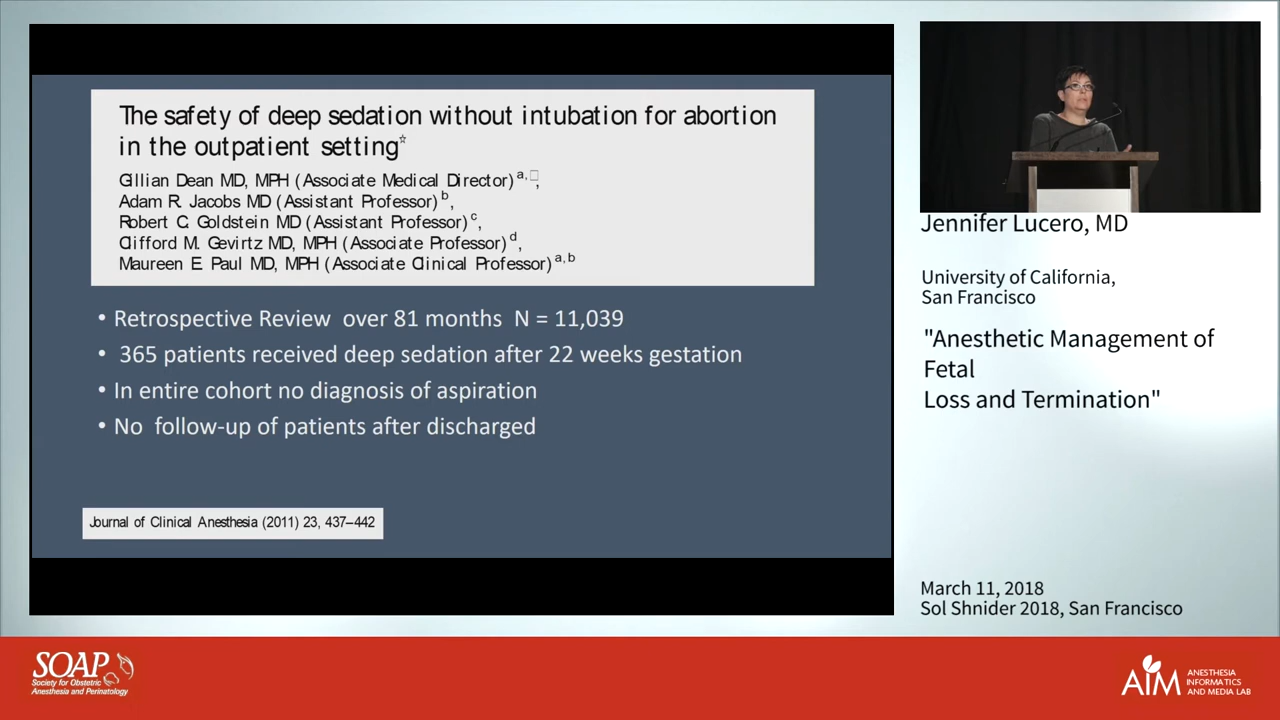 The safety of deep sedation without intubation for abortion
in the outpatient setting☆
Gillian Dean MD, MPH (Associate Medical Director) a,□,
Adam R. Jacobs MD (Assistant Professor) b,
Robert C. Goldstein MD (Assistant Professor) c,
Clifford M. Gevirtz MD, MPH (Associate Professor) d,
Maureen E. Paul MD, MPH (Associate Clinical Professor) a,b
• Retrospective Review over 81 months N = 11,039
• 365 patients received deep sedation after 22 weeks gestation
• In entire cohort no diagnosis of aspiration
• No follow-up of patients after discharged
Journal of Clinical Anesthesia (2011) 23, 437–442
Jennifer Lucero, MD
University of California,
San Francisco
"Anesthetic Management of
Fetal
Loss and Termination"
March 11, 2018
Sol Shnider 2018, San Francisco
SOAP
Society for Obstetric
Anesthesia and Perinatology
AIM
ANESTHESIA
INFORMATICS
AND MEDIA LAB